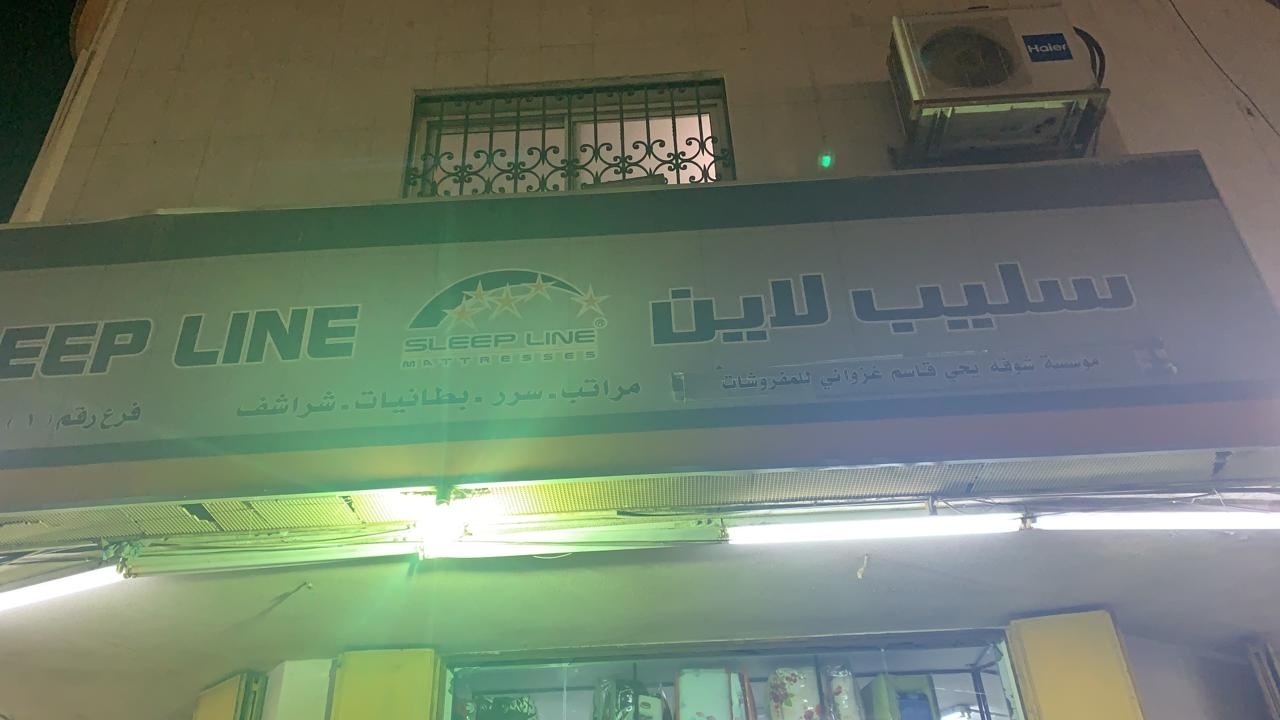 Haier
سليب لاين
SLEEP LINE®
MATTRESSES
EEP LINE
موسسة شوقه يحي قاسم غزواني للمفروشات
مراتب.سرر.بطانيات.شراشف
فرع رقم (١)